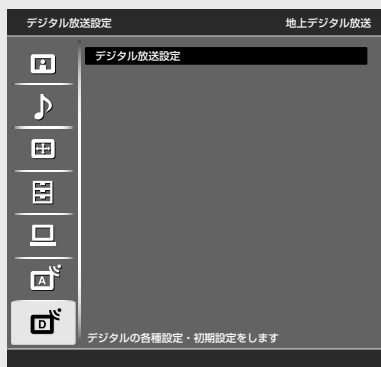 デジタル放送設定 地上デジタル放送
デジタル放送設定
A
D
デジタルの各種設定・初期設定をします